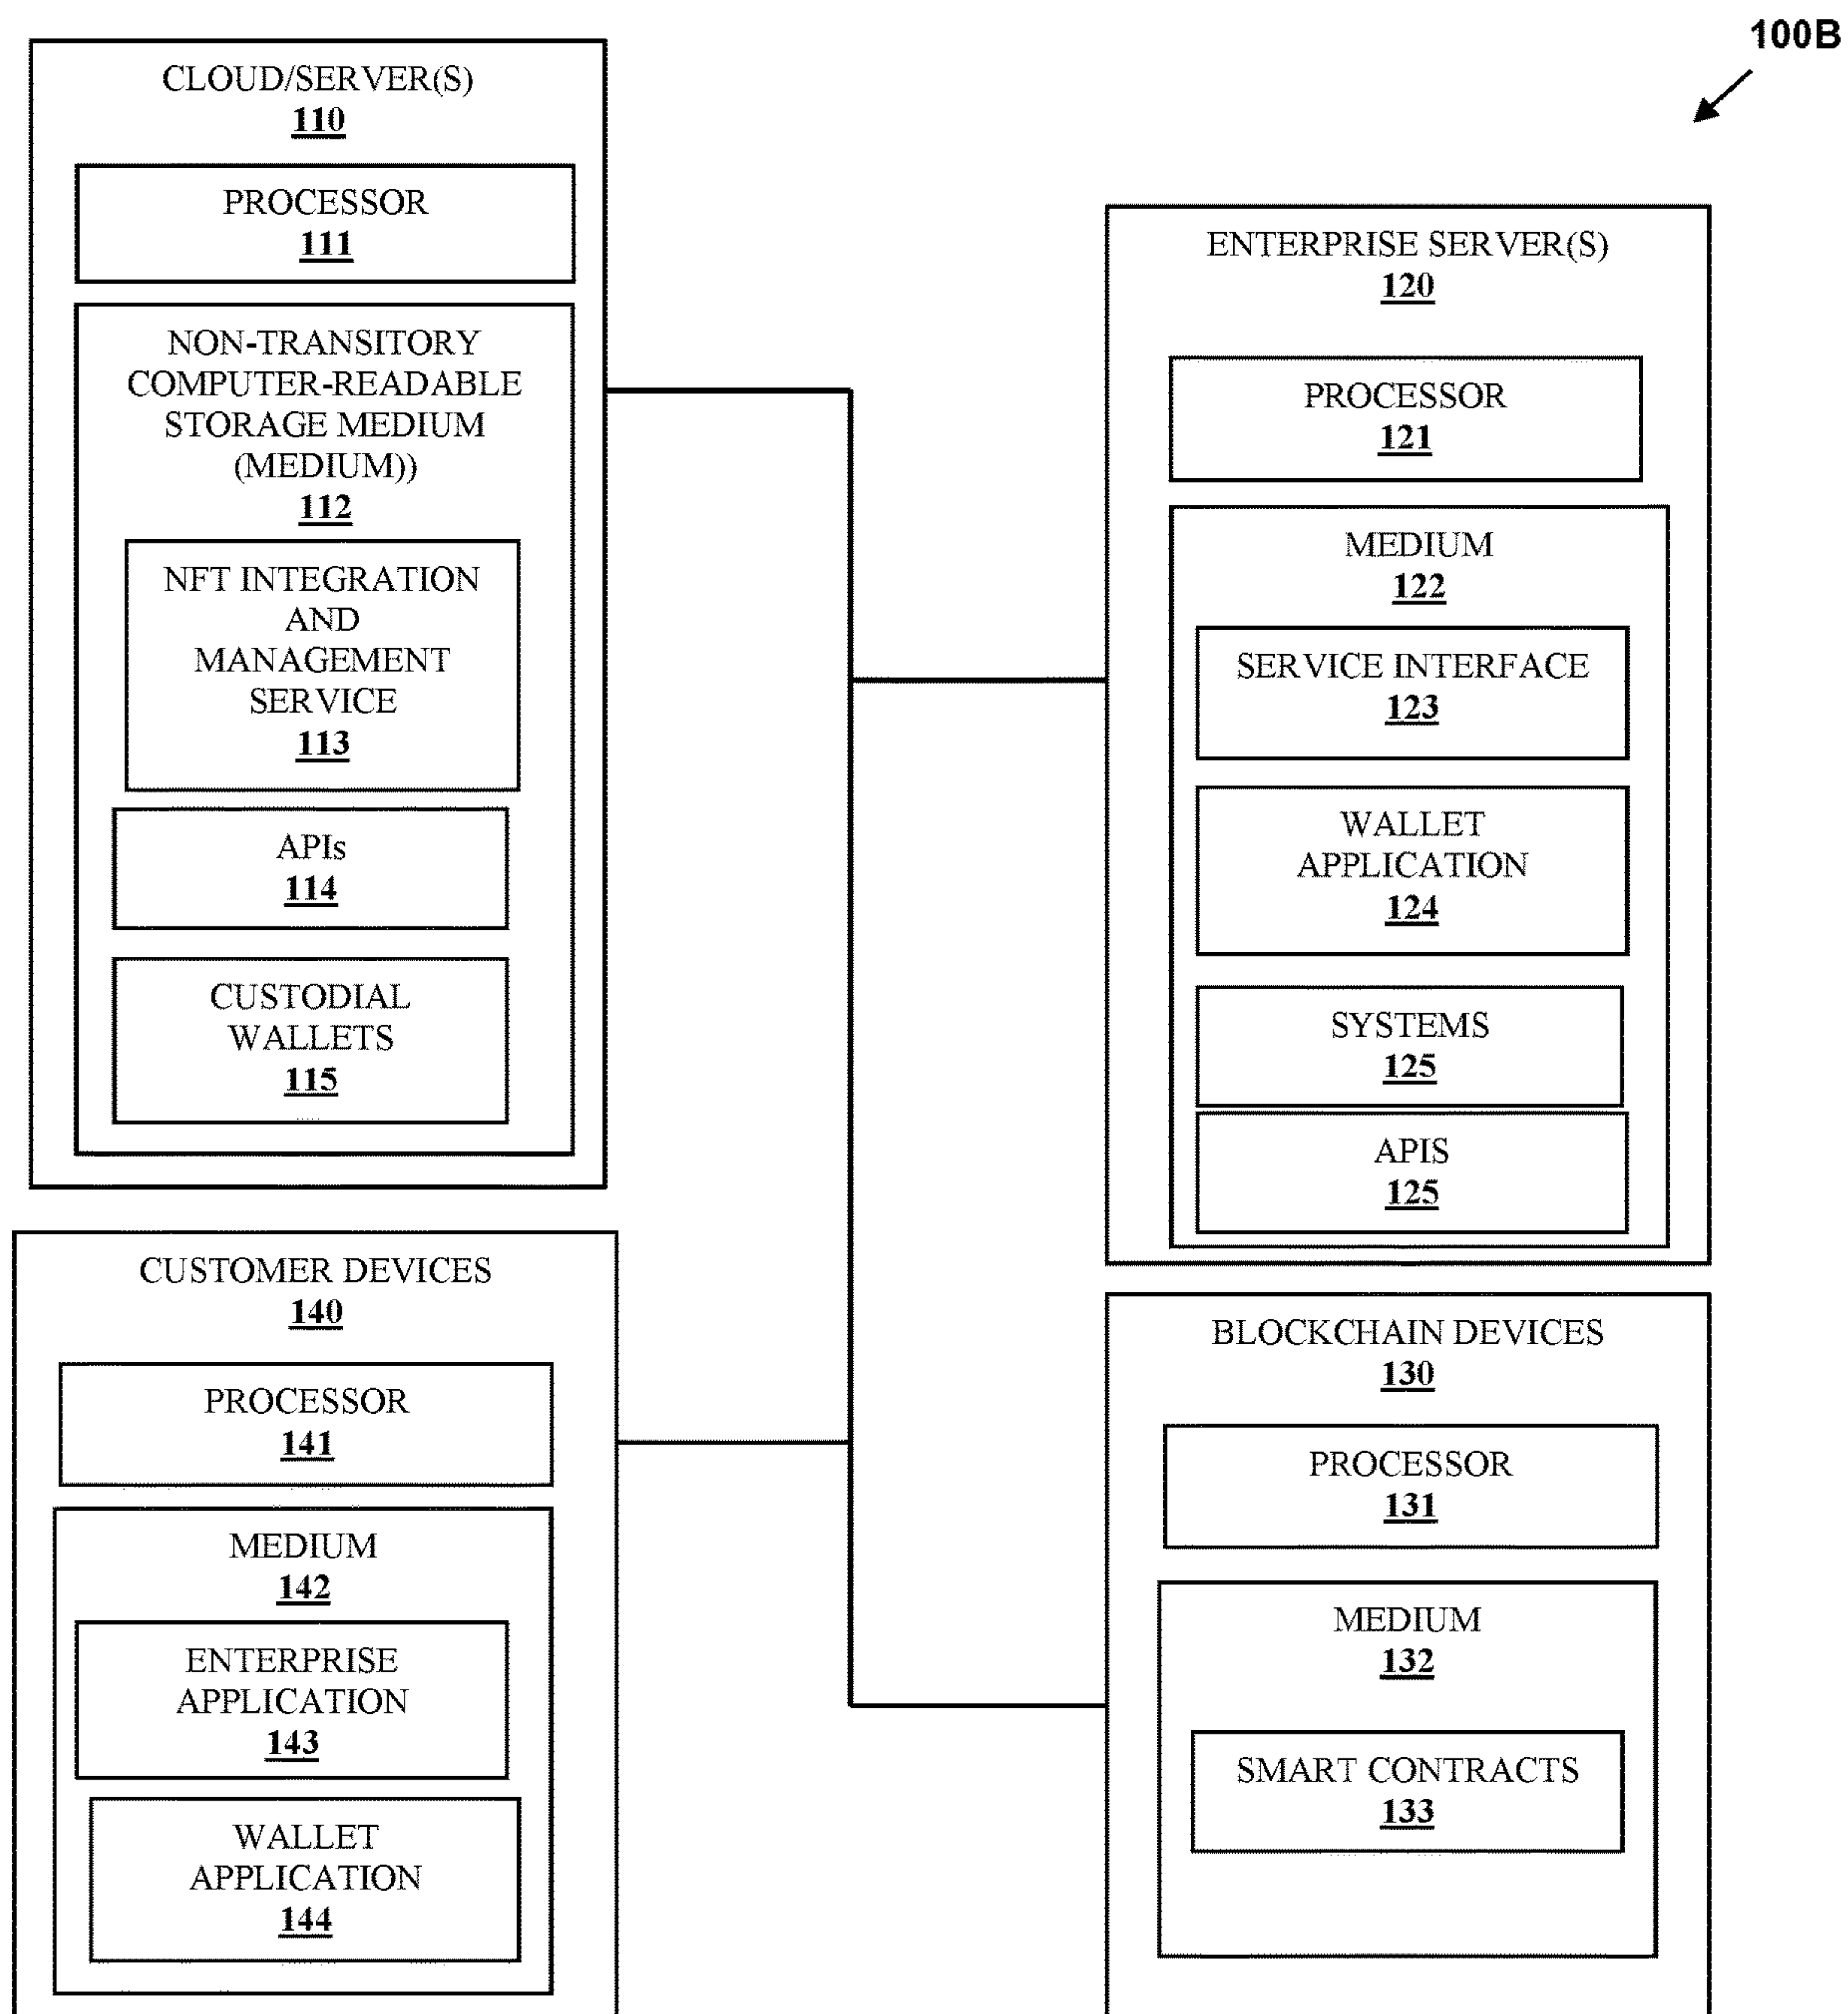 100B
CLOUD/SERVER(S)
110
PROCESSOR
111
NON-TRANSITORY
COMPUTER-READABLE
STORAGE MEDIUM
(MEDIUM))
112
NFT INTEGRATION
AND
MANAGEMENT
SERVICE
113
APIs
114
CUSTODIAL
WALLETS
115
ENTERPRISE SERVER(S)
120
PROCESSOR
121
MEDIUM
122
SERVICE INTERFACE
123
WALLET
APPLICATION
124
SYSTEMS
125
APIS
125
CUSTOMER DEVICES
140
PROCESSOR
141
MEDIUM
142
ENTERPRISE
APPLICATION
143
WALLET
APPLICATION
144
BLOCKCHAIN DEVICES
130
PROCESSOR
131
MEDIUM
132
SMART CONTRACTS
133